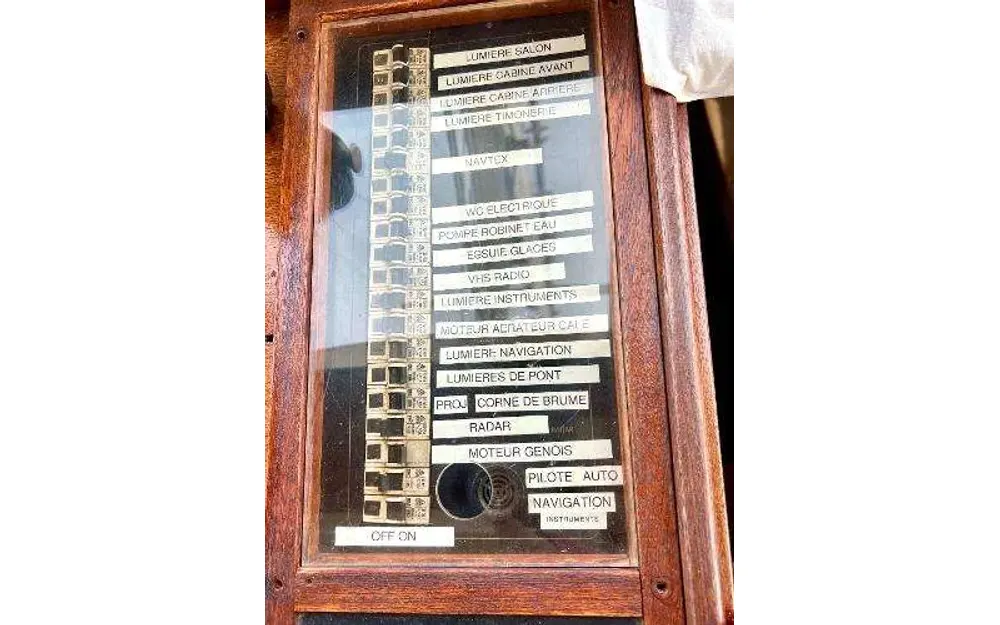 LUMIERE SALON
LUMIERE CABINE AVANT
LUMIERE CABINE ARRIERE
LUMIERE TIMONERIE
NAVTEX
WC ELECTRIQUE
POMPE ROBINET EAU
ESSUIE GLACES
VHS RADIO
LUMIERE INSTRUMENTS
MOTEUR AERATEUR CALE
LUMIERE NAVIGATION
LUMIERES DE PONT
PROJ CORNE DE BRUME
RADAR
MOTEUR GENOIS
PILOTE AUTO
NAVIGATION
INSTRUMENTS
OFF ON